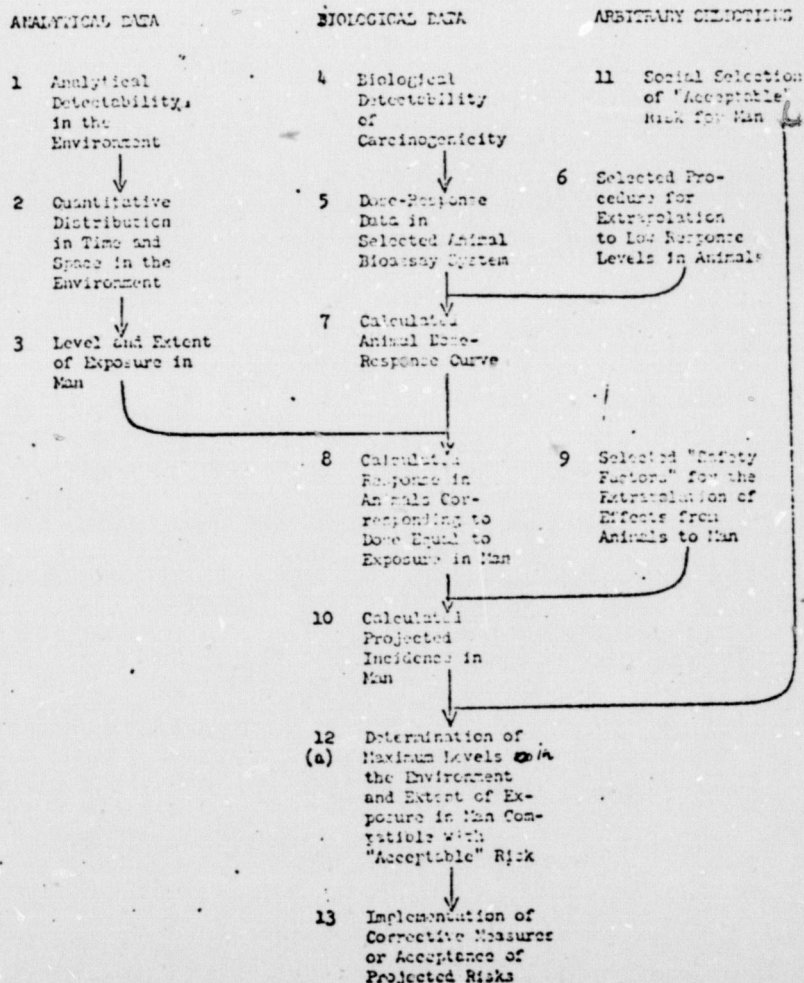 ANALYTICAL DATA
BIOLOGICAL DATA
ARBITRARY SELECTIONS
1 Analytical
Detectability
in the
Environment
2 Quantitative
Distribution
in Time and
Space in the
Environment
3 Level and Extent
of Exposure in
Man
4 Biological
Detectability
of
Carcinogenicity
5 Dose-Response
Data in
Selected Animal
Bioassay System
11 Social Selection
of "Acceptable"
Risk for Man
6 Selected Pro-
cedure for
Extrapolation
to Low Response
Levels in Animals
7 Calculated
Animal Dose-
Response Curve
8 Calculated
Response in
Animals Cor-
responding to
Dose Equal to
Exposure in Man
9 Selected "Safety
Factors" for the
Extrapolation of
Effects from
Animals to Man
10 Calculated
Projected
Incidence in
Man
12 Determination of
(a) Maximum Levels in
the Environment
and Extent of Ex-
posure in Man Com-
patible with
"Acceptable" Risk
13 Implementation of
Corrective Measures
or Acceptance of
Projected Risks